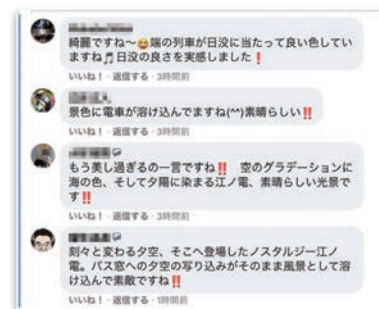 綺麗ですね〜😆端の列車が日没に当たって良い色してい
ますね🎵日没の良さを実感しました❗
いいね!・返信する・3時間前
景色に電車が溶け込んでますね(^^)素晴らしい‼
いいね!・返信する・3時間前
もう美し過ぎるの一言ですね‼ 空のグラデーションに
海の色、そして夕陽に染まる江ノ電、素晴らしい光景で
す‼
いいね!・返信する・3時間前
刻々と変わる夕空、そこへ登場したノスタルジー江ノ
電。バス窓への夕空の写り込みがそのまま風景として溶
け込んで素敵ですね‼
いいね!・返信する・1時間前